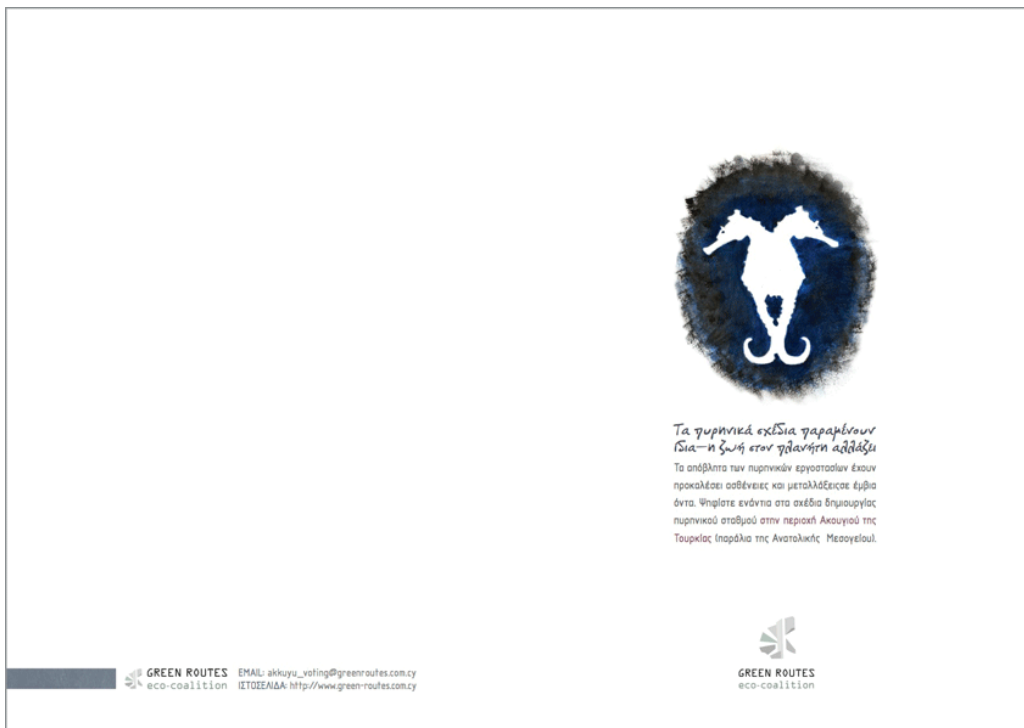 Τα πυρηνικά σχέδια παραμένουν
ίδια—η ζωή στον πλανήτη αλλάζει
Τα απόβλητα των πυρηνικών εργοστασίων έχουν
προκαλέσει ασθένειες και μεταλλάξειςσε έμβια
όντα. Ψηφίστε ενάντια στα σχέδια δημιουργίας
πυρηνικού σταθμού στην περιοχή Ακουγιού της
Τουρκίας (παράλια της Ανατολικής Μεσογείου).
GREEN ROUTES
eco-coalition
GREEN ROUTES
eco-coalition
EMAIL: akkuyu_voting@greenroutes.com.cy
ΙΣΤΟΣΕΛΙΔΑ: http://www.green-routes.com.cy